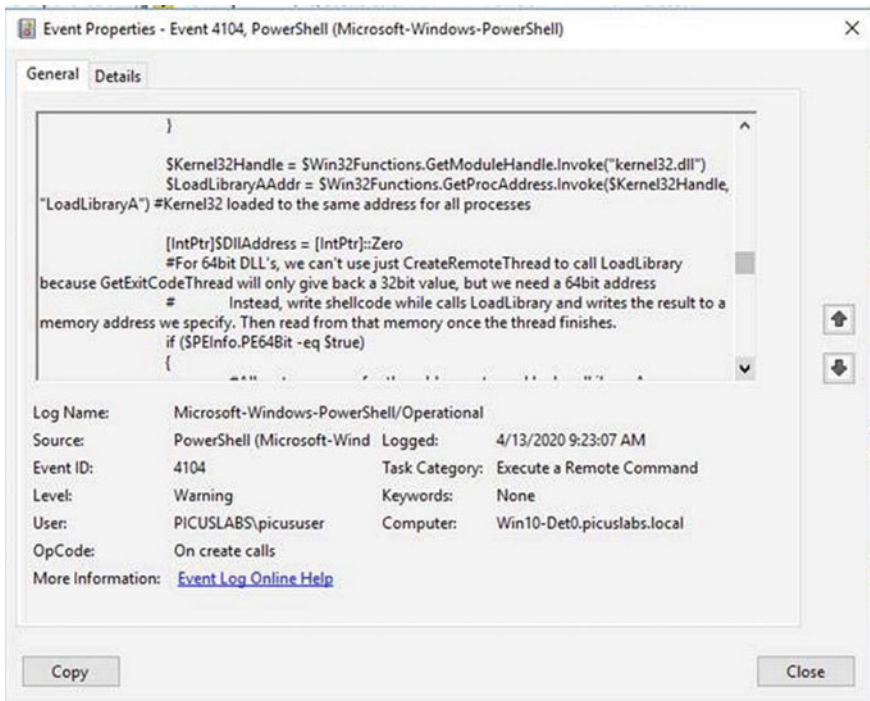 Event Properties - Event 4104, PowerShell (Microsoft-Windows-PowerShell)
General Details
}
$Kernel32Handle = $Win32Functions.GetModuleHandle.Invoke("kernel32.dll")
$LoadLibraryAAddr = $Win32Functions.GetProcAddress.Invoke($Kernel32Handle,
"LoadLibraryA") #Kernel32 loaded to the same address for all processes
[IntPtr]$DllAddress = [IntPtr]::Zero
#For 64bit DLL's, we can't use just CreateRemoteThread to call LoadLibrary
because GetExitCodeThread will only give back a 32bit value, but we need a 64bit address
# Instead, write shellcode while calls LoadLibrary and writes the result to a
memory address we specify. Then read from that memory once the thread finishes.
if ($PEInfo.PE64Bit -eq $true)
{
Log Name: Microsoft-Windows-PowerShell/Operational
Source: PowerShell (Microsoft-Wind Logged: 4/13/2020 9:23:07 AM
Event ID: 4104 Task Category: Execute a Remote Command
Level: Warning Keywords: None
User: PICUSLABS\picususer Computer: Win10-Det0.picuslabs.local
OpCode: On create calls
More Information: Event Log Online Help
Copy Close